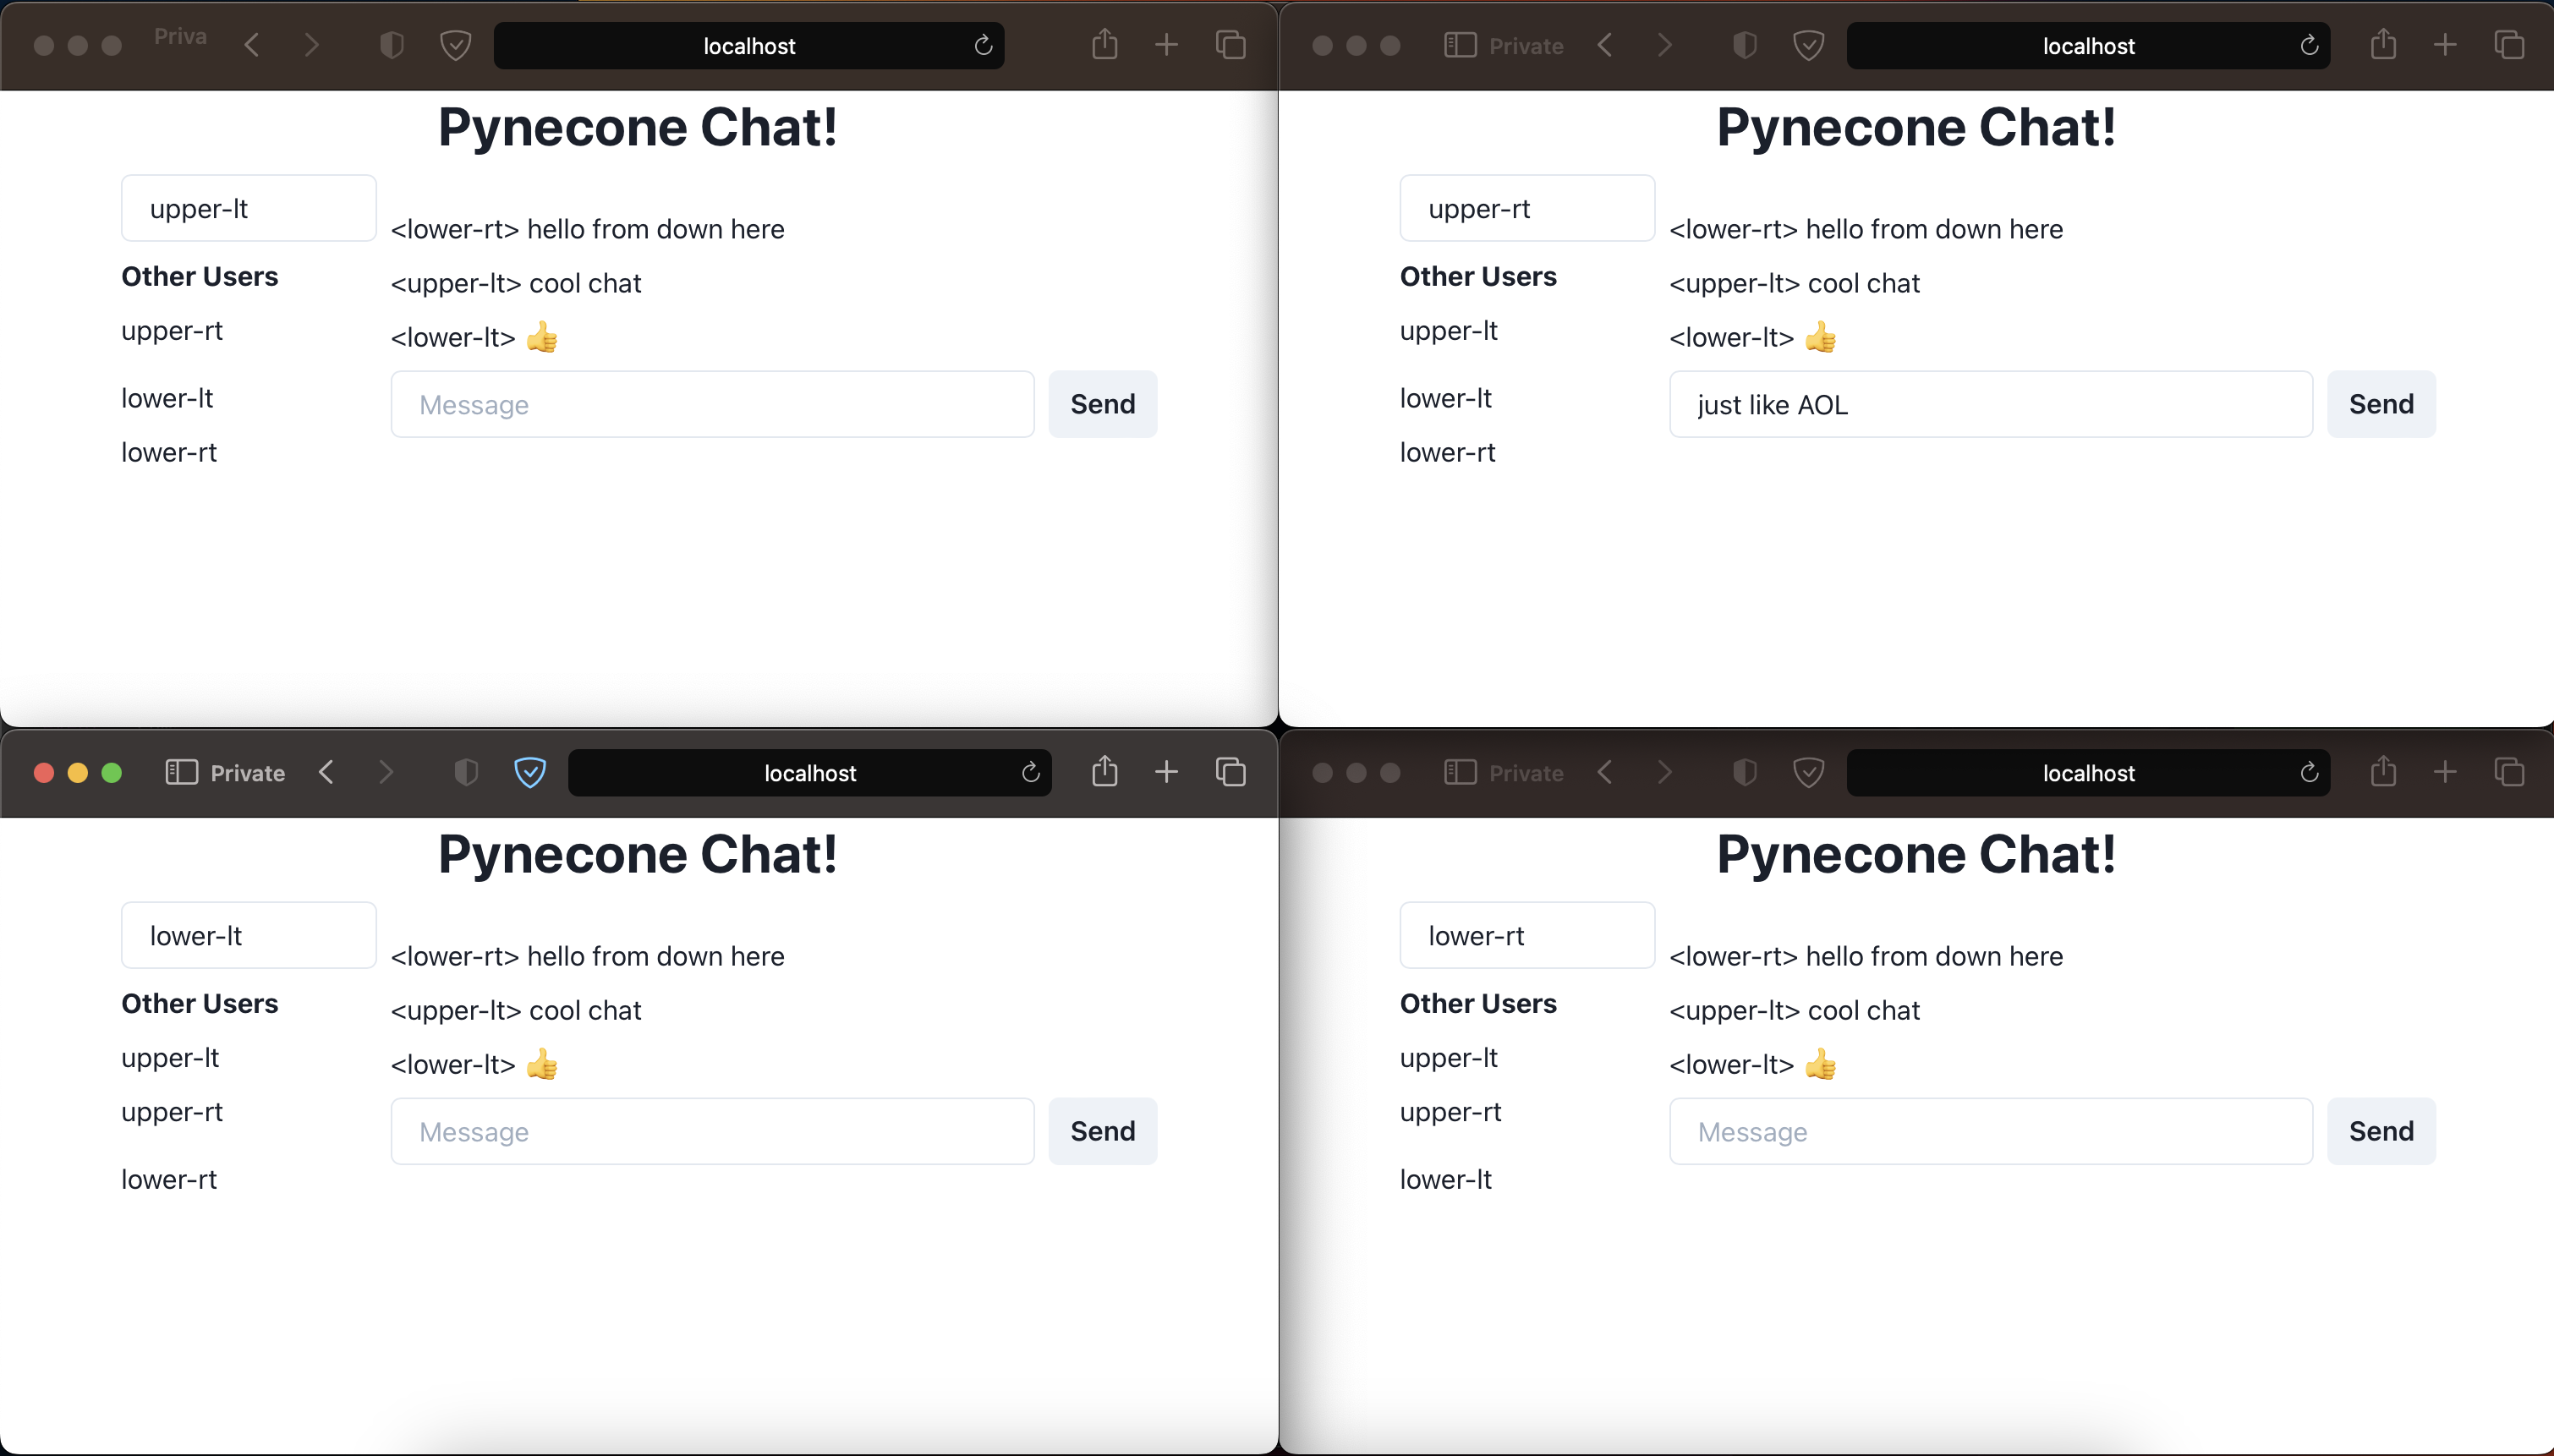 Priva
localhost
Pynecone Chat!
upper-lt
<lower-rt> hello from down here
Other Users
<upper-lt> cool chat
upper-rt
<lower-lt> 👍
lower-lt
Message
Send
lower-rt
Private
localhost
Pynecone Chat!
upper-rt
<lower-rt> hello from down here
Other Users
<upper-lt> cool chat
upper-lt
<lower-lt> 👍
lower-lt
just like AOL
Send
lower-rt
Private
localhost
Pynecone Chat!
lower-lt
<lower-rt> hello from down here
Other Users
<upper-lt> cool chat
upper-lt
<lower-lt> 👍
upper-rt
Message
Send
lower-rt
Private
localhost
Pynecone Chat!
lower-rt
<lower-rt> hello from down here
Other Users
<upper-lt> cool chat
upper-lt
<lower-lt> 👍
upper-rt
Message
Send
lower-lt